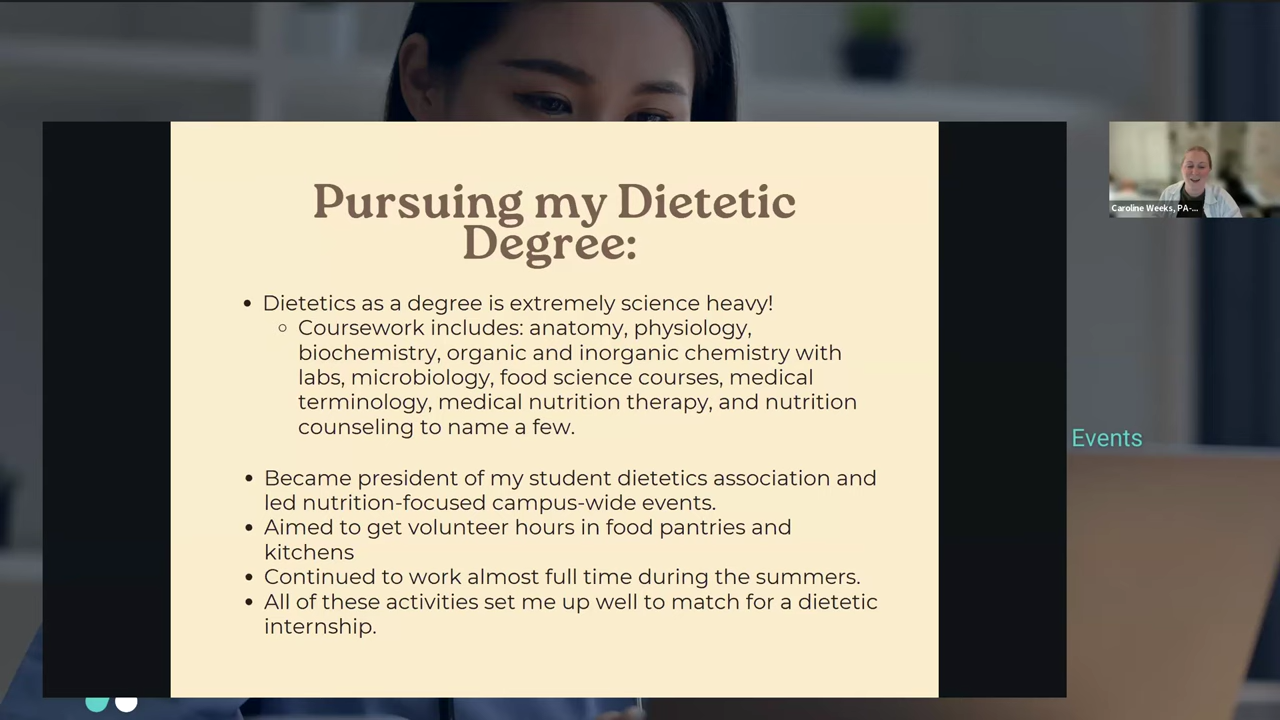 Pursuing my Dietetic
Degree:
• Dietetics as a degree is extremely science heavy!
○ Coursework includes: anatomy, physiology,
biochemistry, organic and inorganic chemistry with
labs, microbiology, food science courses, medical
terminology, medical nutrition therapy, and nutrition
counseling to name a few.
• Became president of my student dietetics association and
led nutrition-focused campus-wide events.
• Aimed to get volunteer hours in food pantries and
kitchens
• Continued to work almost full time during the summers.
• All of these activities set me up well to match for a dietetic
internship.
Caroline Weeks, PA-...
Events